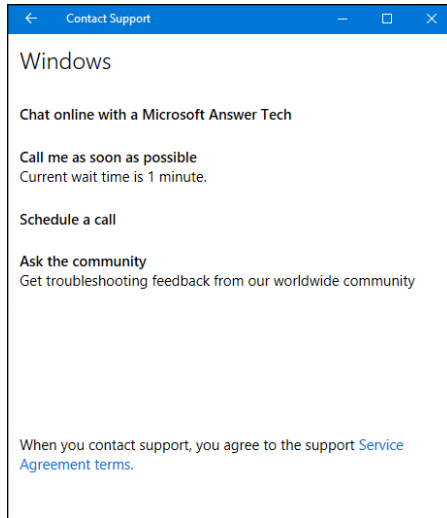 Contact Support
Windows
Chat online with a Microsoft Answer Tech
Call me as soon as possible
Current wait time is 1 minute.
Schedule a call
Ask the community
Get troubleshooting feedback from our worldwide community
When you contact support, you agree to the support Service
Agreement terms.